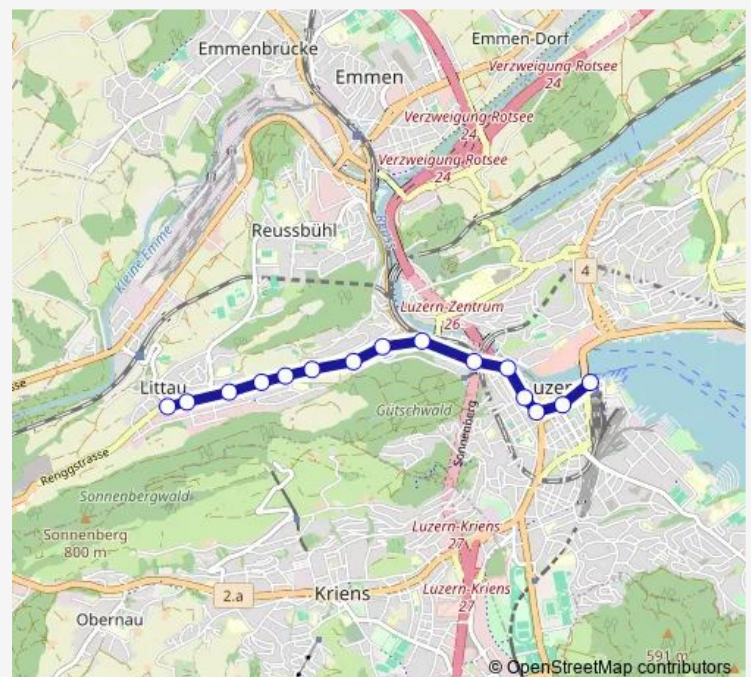 Emmenbrücke
Emmen-Dorf
Emmen
Verzweigung Rotsee
24
Verzweigung Rotsee
24
Verzweigung Rotsee
24
Reuss
Reussbühl
Kleine Emme
4
Luzern-Zentrum
26
Littau
Luzern
Gütschwald
Sonnenberg
Renggstrasse
Sonnenbergwald
Sonnenberg
800 m
Luzern-Kriens
27
2.a
Kriens
Luzern-Kriens
27
Obernau
591 m
© OpenStreetMap contributors